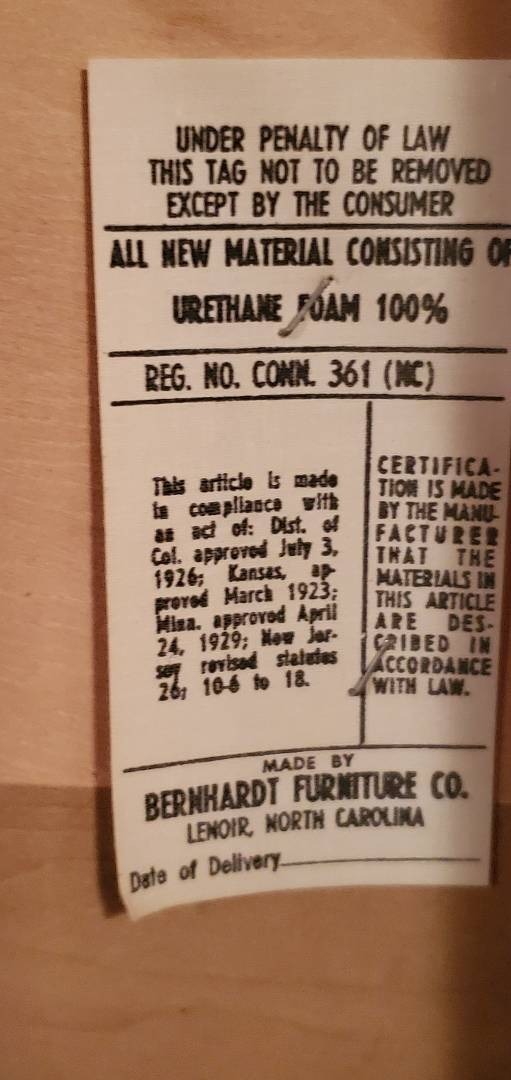 UNDER PENALTY OF LAW
THIS TAG NOT TO BE REMOVED
EXCEPT BY THE CONSUMER
ALL NEW MATERIAL CONSISTING OF
URETHANE FOAM 100%
REG. NO. CONN. 361 (NC)
This article is made
in compliance with
an act of: Dist. of
Col. approved July 3,
1926; Kansas, ap-
proved March 1923;
Minn. approved April
24, 1929; New Jer-
sey revised statutes
26; 10-6 to 18.
CERTIFICA-
TION IS MADE
BY THE MANU-
FACTURER
THAT THE
MATERIALS IN
THIS ARTICLE
ARE DES-
CRIBED IN
ACCORDANCE
WITH LAW.
MADE BY
BERNHARDT FURNITURE CO.
LENOIR, NORTH CAROLINA
Date of Delivery